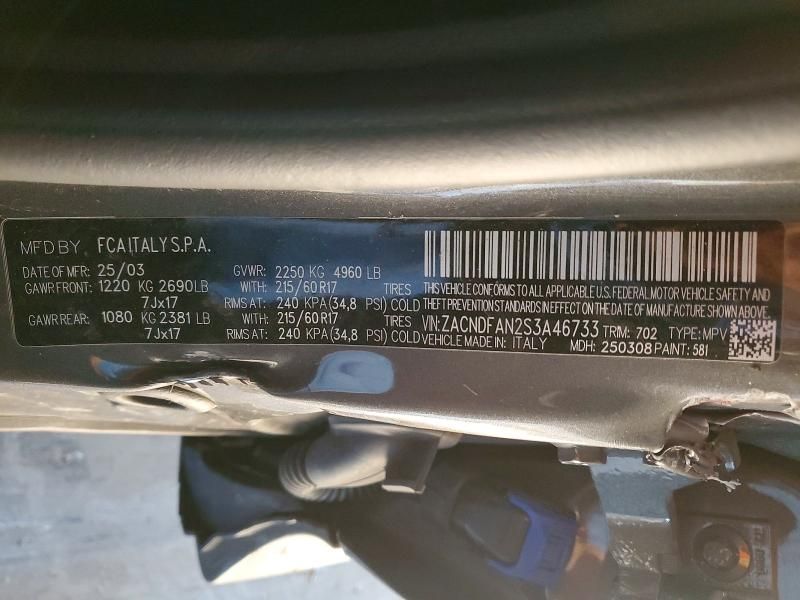 MFD BY FCA ITALY S.P.A.
DATE OF MFR: 25/03 GVWR: 2250 KG 4960 LB
GAWR FRONT: 1220 KG 2690LB WITH: 215/60R17 TIRES
7Jx17 RIMS AT: 240 KPA(34,8 PSI) COLD
GAWR REAR: 1080 KG 2381 LB WITH: 215/60R17 TIRES
7Jx17 RIMS AT: 240 KPA(34,8 PSI) COLD
THIS VEHICLE CONFORMS TO ALL APPLICABLE U.S. FEDERAL MOTOR VEHICLE SAFETY AND
THEFT PREVENTION STANDARDS IN EFFECT ON THE DATE OF MANUFACTURE SHOWN ABOVE.
VIN: ZACNDFAN2S3A46733 TRIM: 702 TYPE: MPV
VEHICLE MADE IN: ITALY MDH: 250308 PAINT: 581